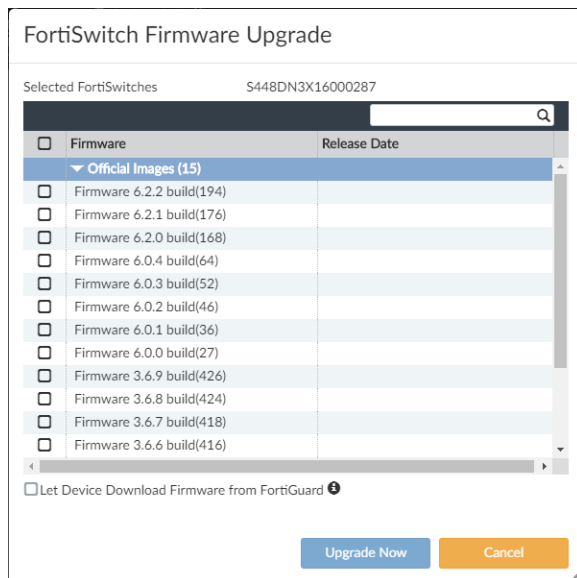 FortiSwitch Firmware Upgrade
Selected FortiSwitches S448DN3X16000287
Firmware Release Date
Official Images (15)
Firmware 6.2.2 build(194)
Firmware 6.2.1 build(176)
Firmware 6.2.0 build(168)
Firmware 6.0.4 build(64)
Firmware 6.0.3 build(52)
Firmware 6.0.2 build(46)
Firmware 6.0.1 build(36)
Firmware 6.0.0 build(27)
Firmware 3.6.9 build(426)
Firmware 3.6.8 build(424)
Firmware 3.6.7 build(418)
Firmware 3.6.6 build(416)
Let Device Download Firmware from FortiGuard
Upgrade Now Cancel